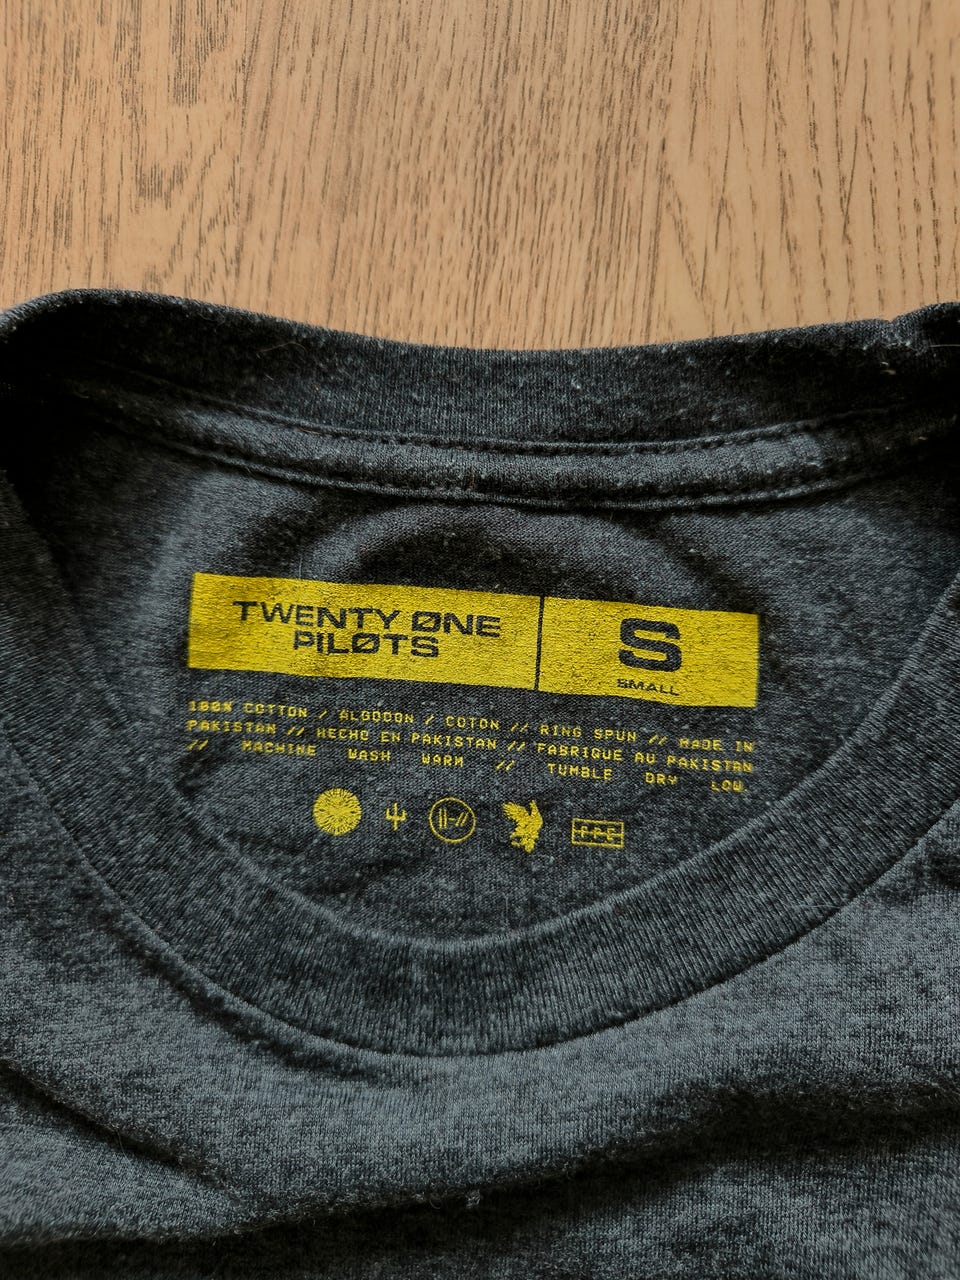 TWENTY ØNE
PILØTS
S
SMALL
100% COTTON // ALGODON / COTON // RING SPUN // MADE IN
PAKISTAN // HECHO EN PAKISTAN // FABRIQUE AU PAKISTAN
// MACHINE WASH WARM // TUMBLE DRY LOW.
FPE